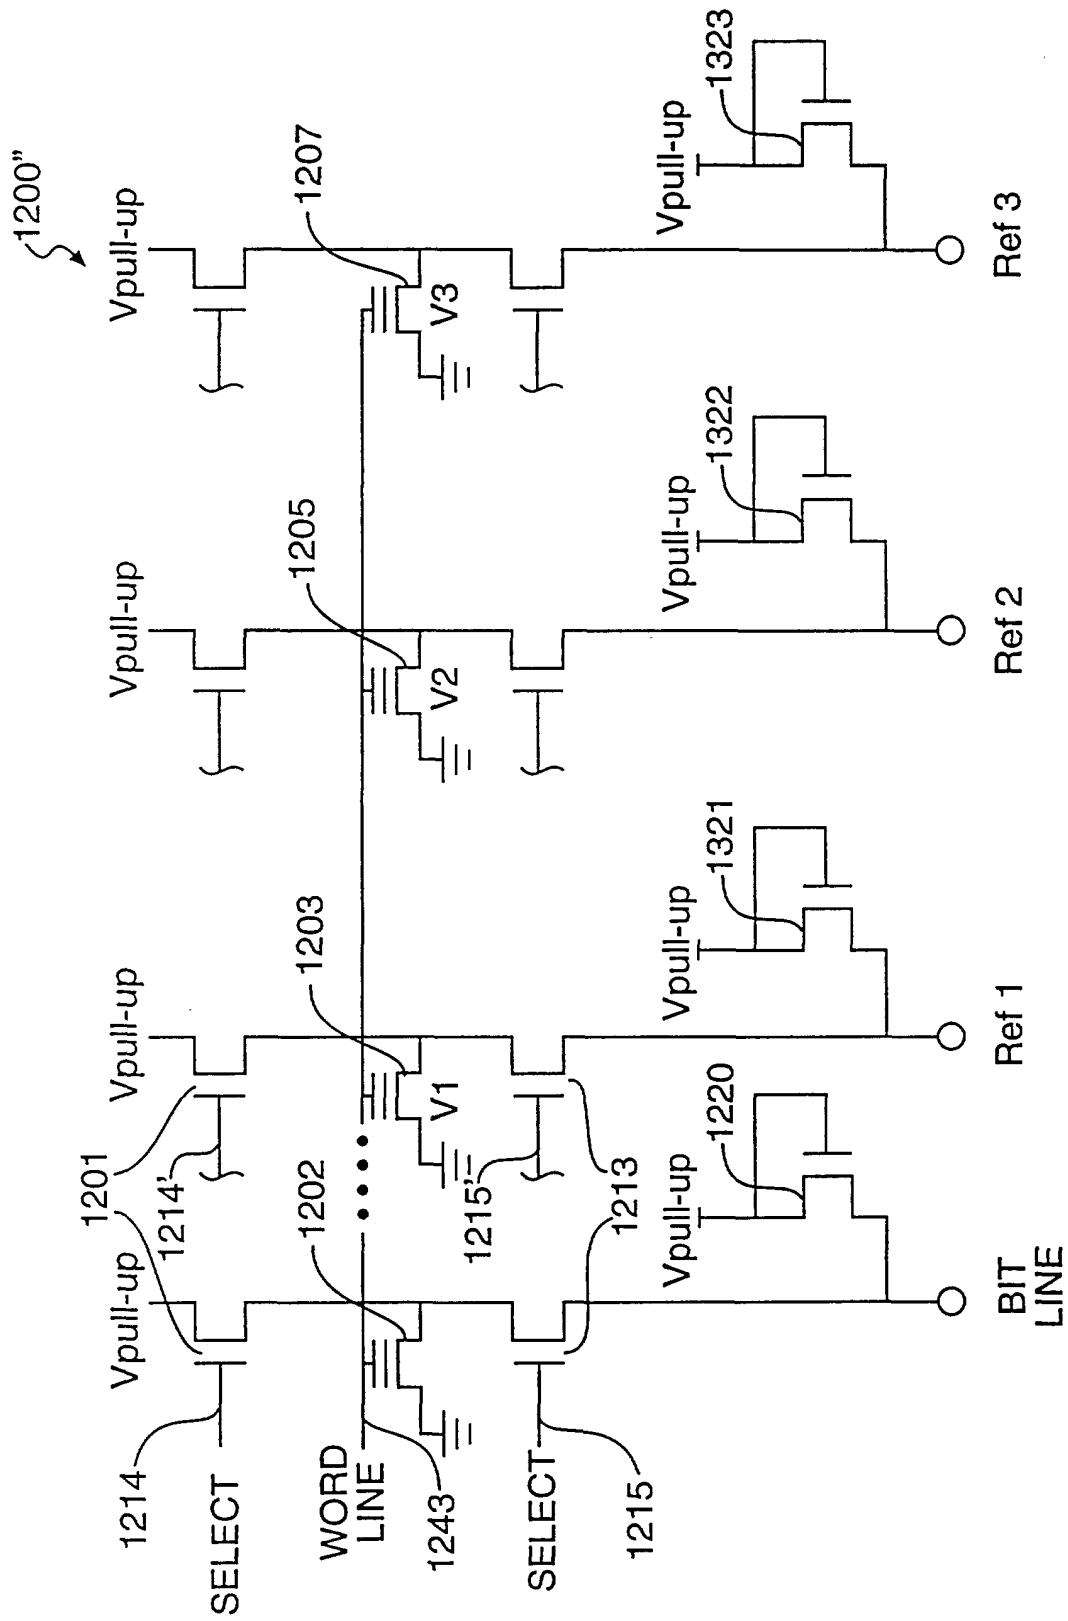 1200"
Vpull-up
Vpull-up
Vpull-up
Vpull-up
1201
1214
1214'
SELECT
1202
1203
1205
1207
WORD
LINE
1243
V1
V2
V3
SELECT
1215
1215'
1213
Vpull-up
Vpull-up
Vpull-up
Vpull-up
1220
1321
1322
1323
BIT
LINE
Ref 1
Ref 2
Ref 3